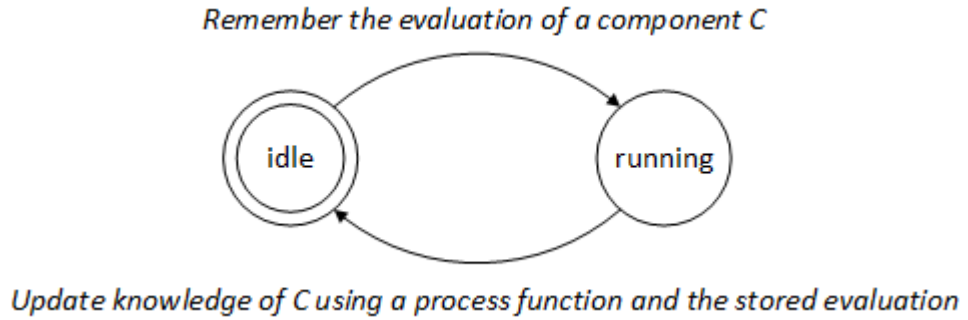 Remember the evaluation of a component C
idle
running
Update knowledge of C using a process function and the stored evaluation